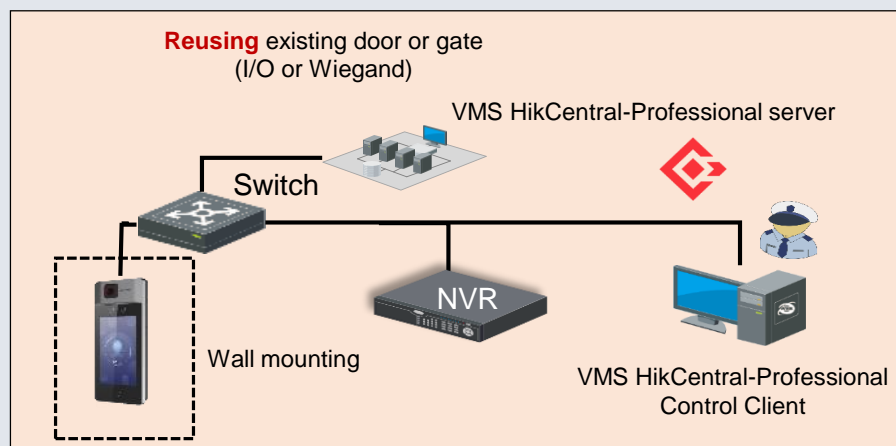 Reusing existing door or gate
(I/O or Wiegand)
VMS HikCentral-Professional server
Switch
NVR
Wall mounting
VMS HikCentral-Professional
Control Client